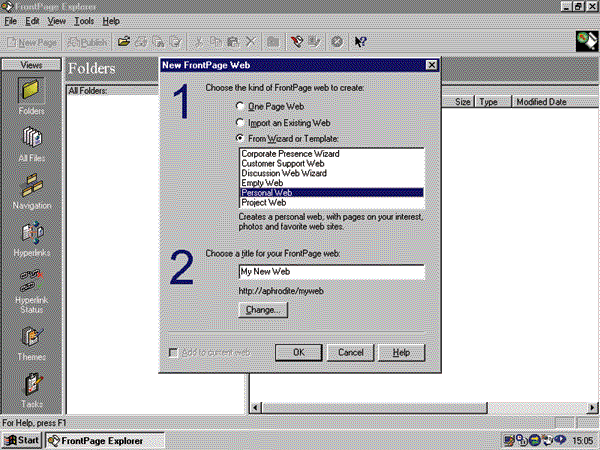 FrontPage Explorer
File Edit View Tools Help
New Page Publish
Views
Folders
All Files
Navigation
Hyperlinks
Hyperlink
Status
Themes
Tasks
Folders
All Folders:
Size Type Modified Date
New FrontPage Web
1
Choose the kind of FrontPage web to create:
One Page Web
Import an Existing Web
From Wizard or Template:
Corporate Presence Wizard
Customer Support Web
Discussion Web Wizard
Empty Web
Personal Web
Project Web
Creates a personal web, with pages on your interest,
photos and favorite web sites.
2
Choose a title for your FrontPage web:
My New Web
http://aphrodite/myweb
Change...
Add to current web
OK Cancel Help
For Help, press F1
Start FrontPage Explorer 15:05